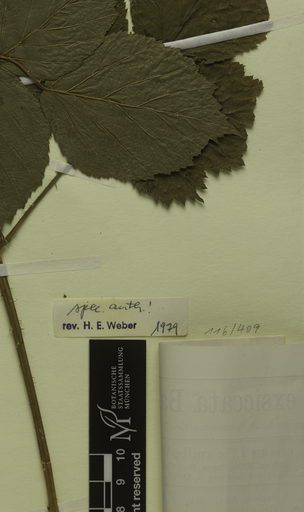 spec. auth.!
rev. H. E. Weber 1979
116/409
BOTANISCHE
STAATSSAMMLUNG
MÜNCHEN
M
8 9 10
nt reserved